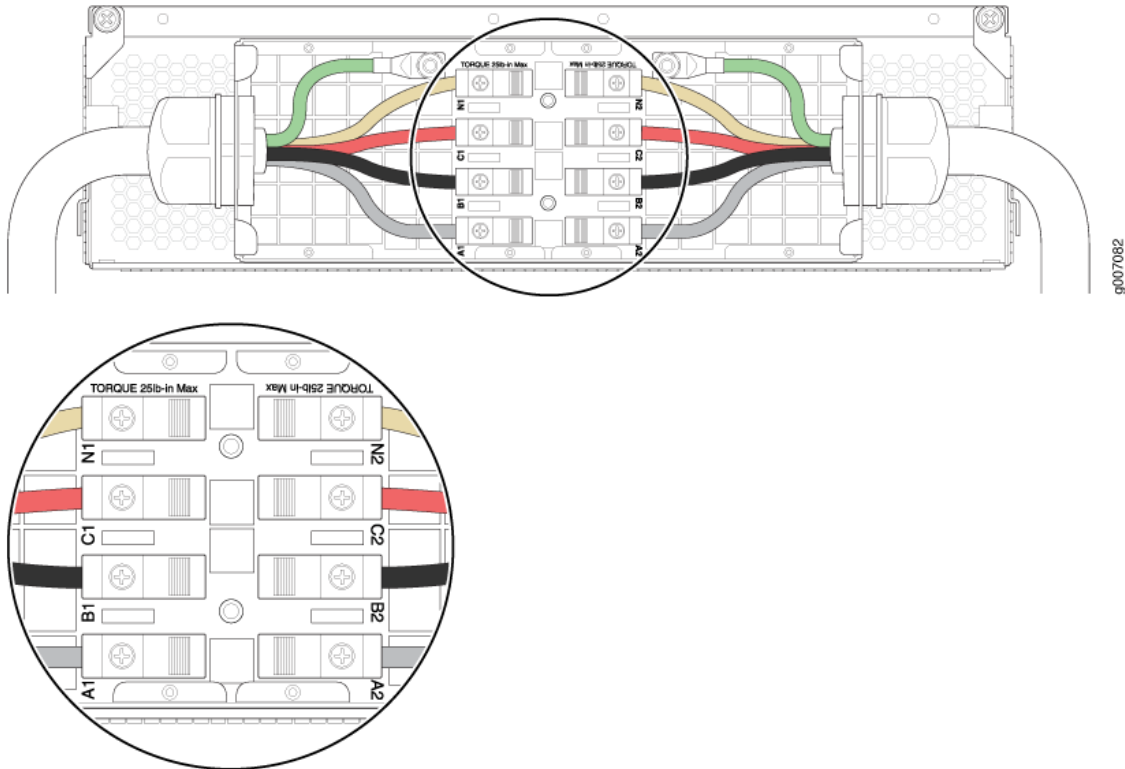 TORQUE 25lb-in Max TORQUE 25lb-in Max
N1 N2
C1 C2
B1 B2
A1 A2
g007082
TORQUE 25lb-in Max TORQUE 25lb-in Max
N1 N2
C1 C2
B1 B2
A1 A2